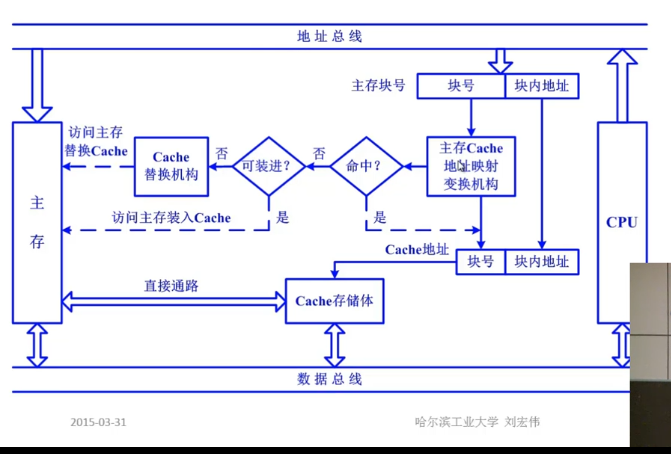 地址总线
主存块号
块号
块内地址
访问主存
替换Cache
Cache
替换机构
否
可装进?
否
命中?
主存Cache
地址映射
变换机构
主
存
访问主存装入Cache
是
是
CPU
Cache地址
块号
块内地址
直接通路
Cache存储体
数据总线
2015-03-31
哈尔滨工业大学 刘宏伟